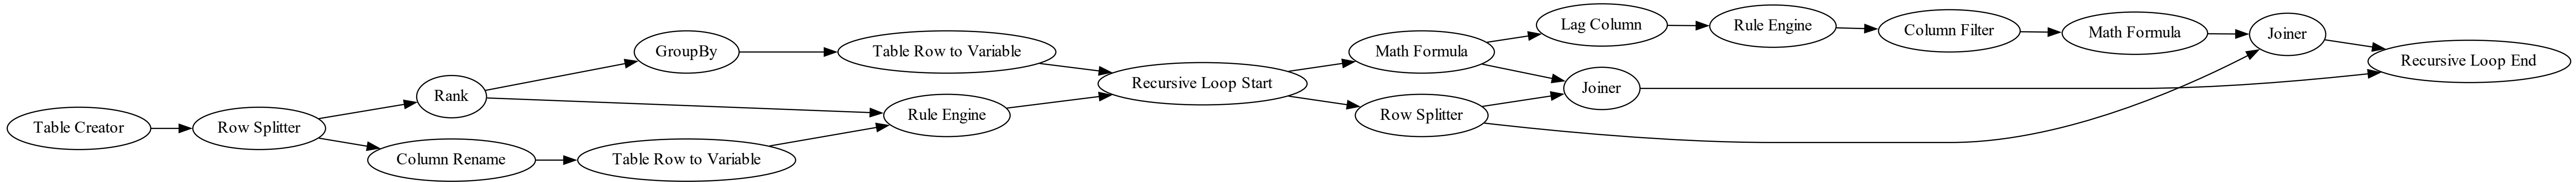 Table Creator
Row Splitter
Rank
Column Rename
GroupBy
Table Row to Variable
Table Row to Variable
Rule Engine
Recursive Loop Start
Math Formula
Row Splitter
Lag Column
Joiner
Rule Engine
Column Filter
Math Formula
Joiner
Recursive Loop End